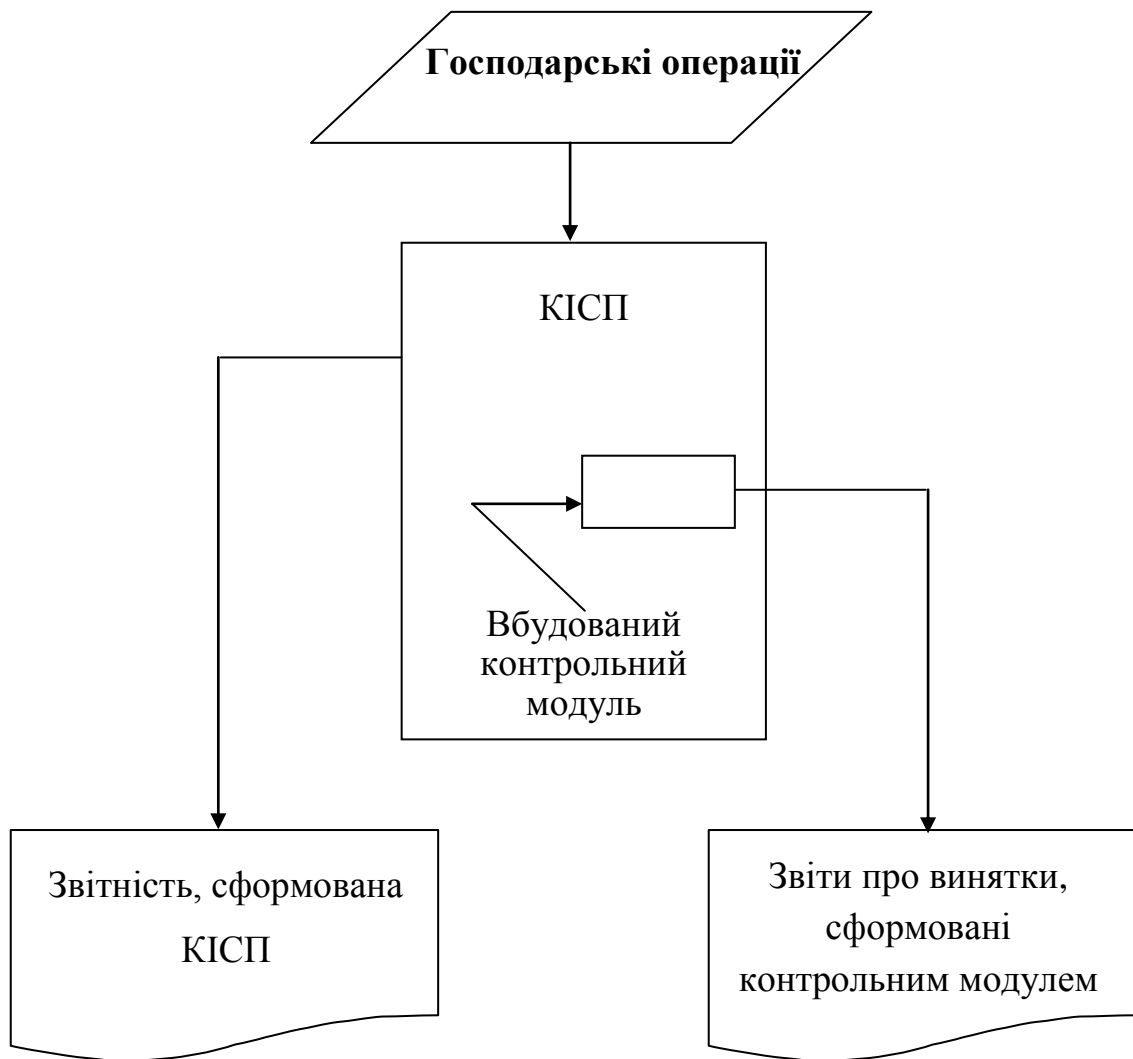 Господарські операції
КІСП
Вбудований
контрольний
модуль
Звітність, сформована
КІСП
Звіти про винятки,
сформовані
контрольним модулем